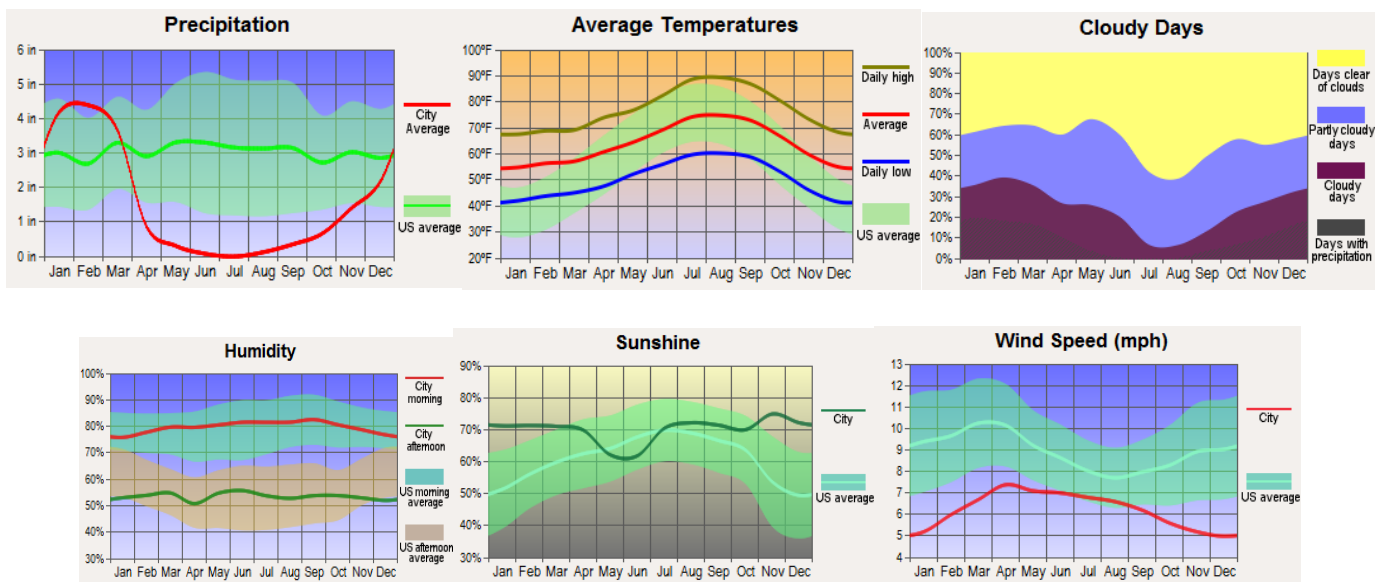 Precipitation
6 in
5 in
4 in
3 in
2 in
1 in
0 in
Jan Feb Mar Apr May Jun Jul Aug Sep Oct Nov Dec
City
Average
US average
Average Temperatures
100ºF
90ºF
80ºF
70ºF
60ºF
50ºF
40ºF
30ºF
20ºF
Jan Feb Mar Apr May Jun Jul Aug Sep Oct Nov Dec
Daily high
Average
Daily low
US average
Cloudy Days
100%
90%
80%
70%
60%
50%
40%
30%
20%
10%
0%
Jan Feb Mar Apr May Jun Jul Aug Sep Oct Nov Dec
Days clear
of clouds
Partly cloudy
days
Cloudy
days
Days with
precipitation
Humidity
100%
90%
80%
70%
60%
50%
40%
30%
Jan Feb Mar Apr May Jun Jul Aug Sep Oct Nov Dec
City
morning
City
afternoon
US morning
average
US afternoon
average
Sunshine
90%
80%
70%
60%
50%
40%
30%
Jan Feb Mar Apr May Jun Jul Aug Sep Oct Nov Dec
City
US average
Wind Speed (mph)
13
12
11
10
9
8
7
6
5
4
Jan Feb Mar Apr May Jun Jul Aug Sep Oct Nov Dec
City
US average